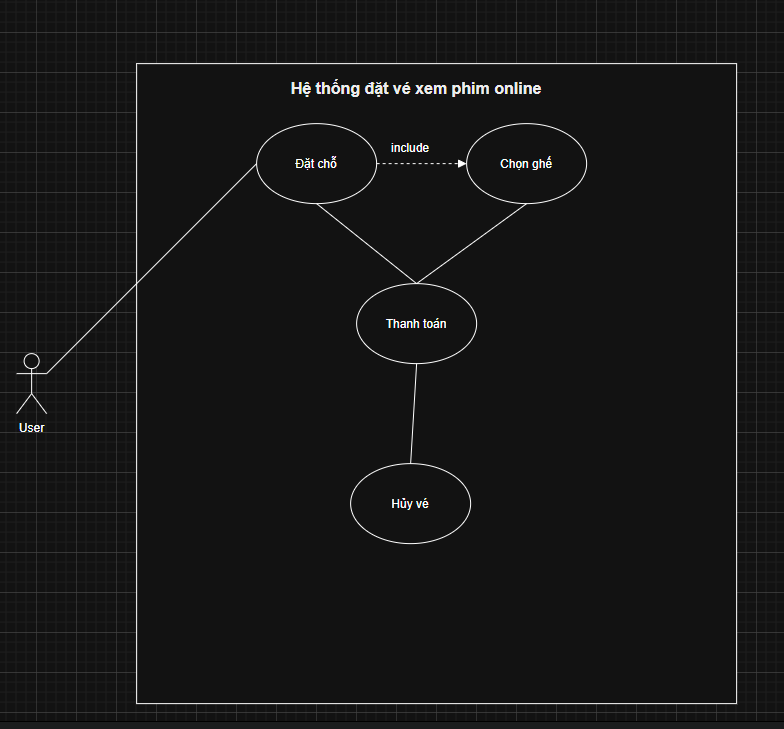 Hệ thống đặt vé xem phim online
include
Đặt chỗ
Chọn ghế
Thanh toán
User
Hủy vé